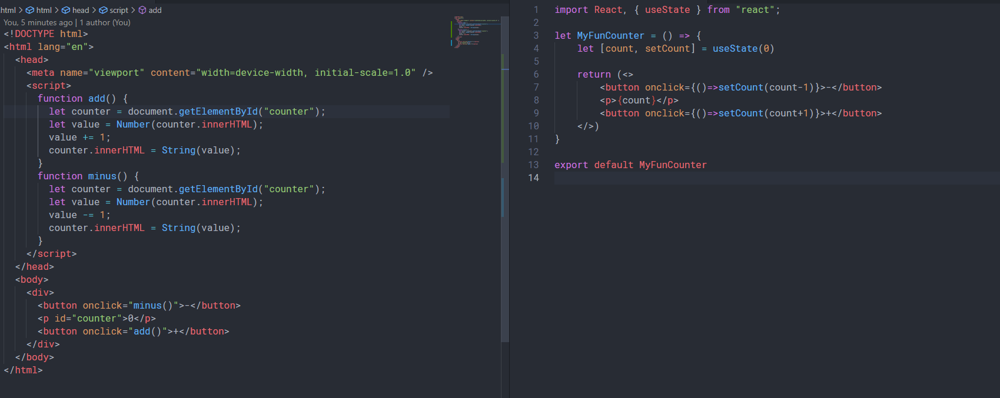 html > html > head > script > add
You, 5 minutes ago | 1 author (You)
<!DOCTYPE html>
<html lang="en">
<head>
<meta name="viewport" content="width=device-width, initial-scale=1.0" />
<script>
function add() {
let counter = document.getElementById("counter");
let value = Number(counter.innerHTML);
value += 1;
counter.innerHTML = String(value);
}
function minus() {
let counter = document.getElementById("counter");
let value = Number(counter.innerHTML);
value -= 1;
counter.innerHTML = String(value);
}
</script>
</head>
<body>
<div>
<button onclick="minus()">-</button>
<p id="counter">0</p>
<button onclick="add()">+</button>
</div>
</body>
</html>
1 import React, { useState } from "react";
2
3 let MyFunCounter = () => {
4 let [count, setCount] = useState(0)
5
6 return (<>
7 <button onclick={()=>setCount(count-1)}>-</button>
8 <p>{count}</p>
9 <button onclick={()=>setCount(count+1)}>+</button>
10 </>)
11 }
12
13 export default MyFunCounter
14